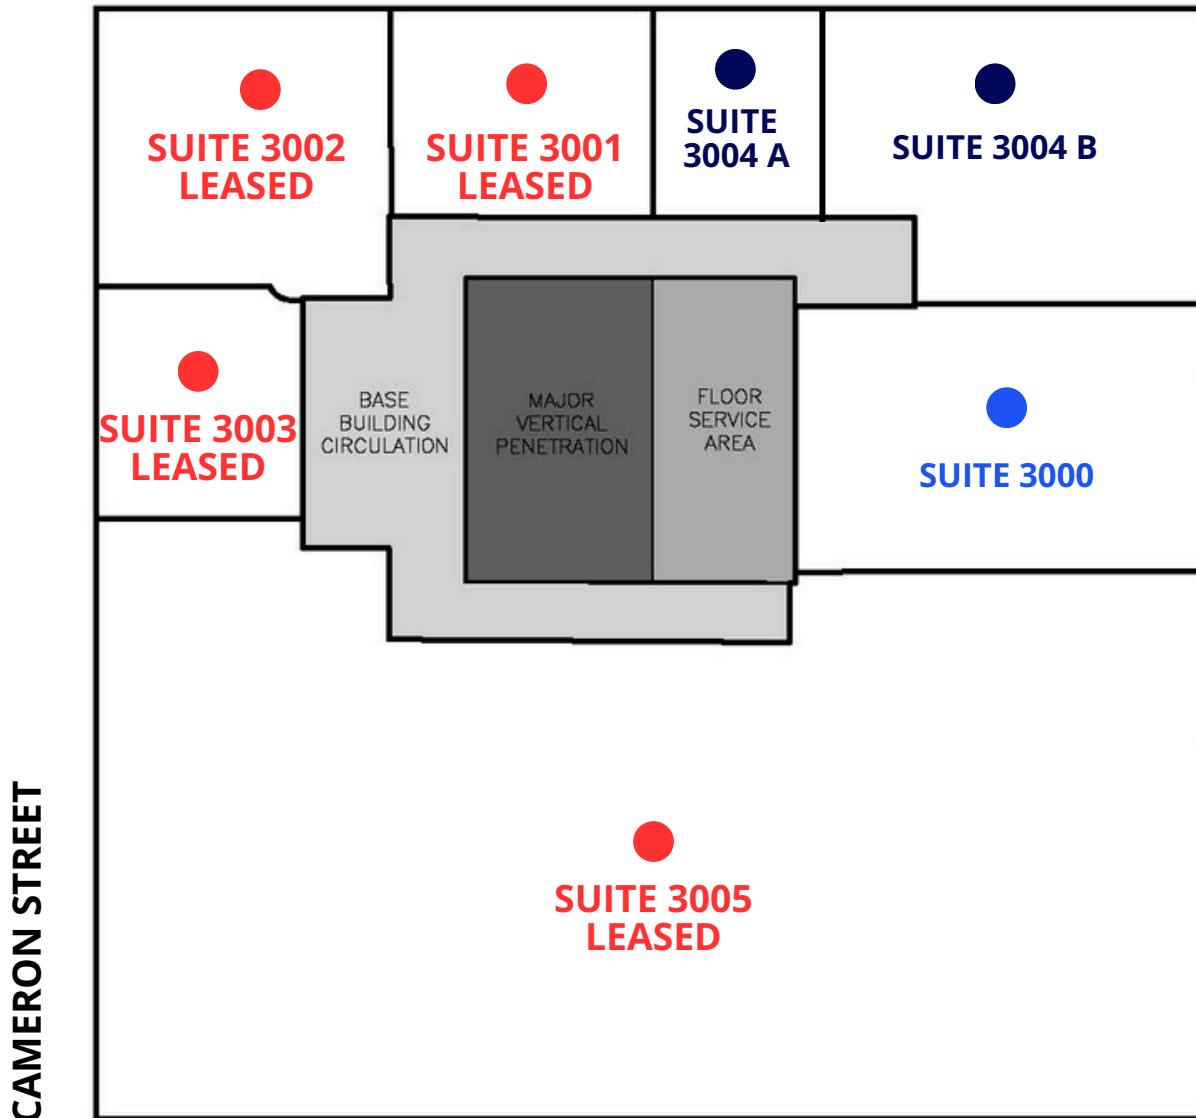 SUITE 3002
LEASED
SUITE 3001
LEASED
SUITE
3004 A
SUITE 3004 B
SUITE 3003
LEASED
BASE
BUILDING
CIRCULATION
MAJOR
VERTICAL
PENETRATION
FLOOR
SERVICE
AREA
SUITE 3000
SUITE 3005
LEASED
CAMERON STREET